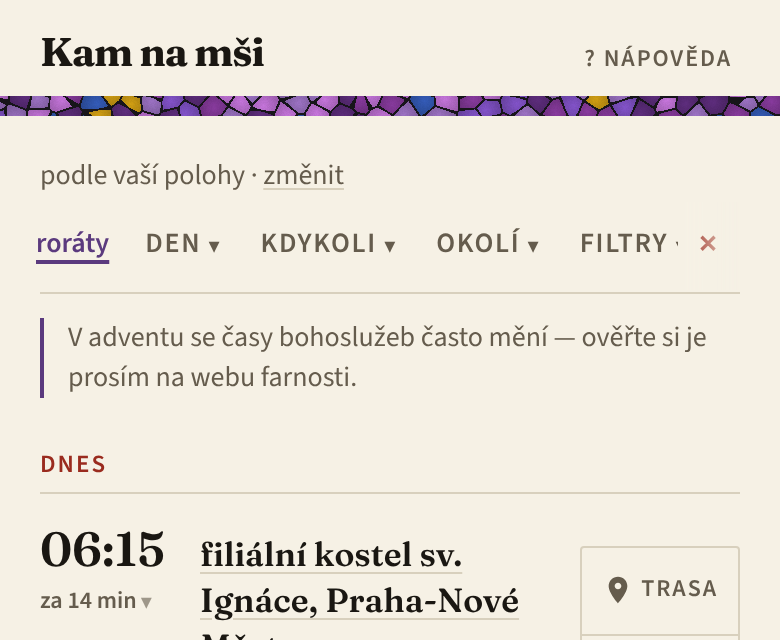 Kam na mši
? NÁPOVĚDA
podle vaší polohy · změnit
roráty DEN ▾ KDYKOLI ▾ OKOLÍ ▾ FILTRY ✕
V adventu se časy bohoslužeb často mění — ověřte si je
prosím na webu farnosti.
DNES
06:15
za 14 min ▾
filiální kostel sv.
Ignáce, Praha-Nové
TRASA